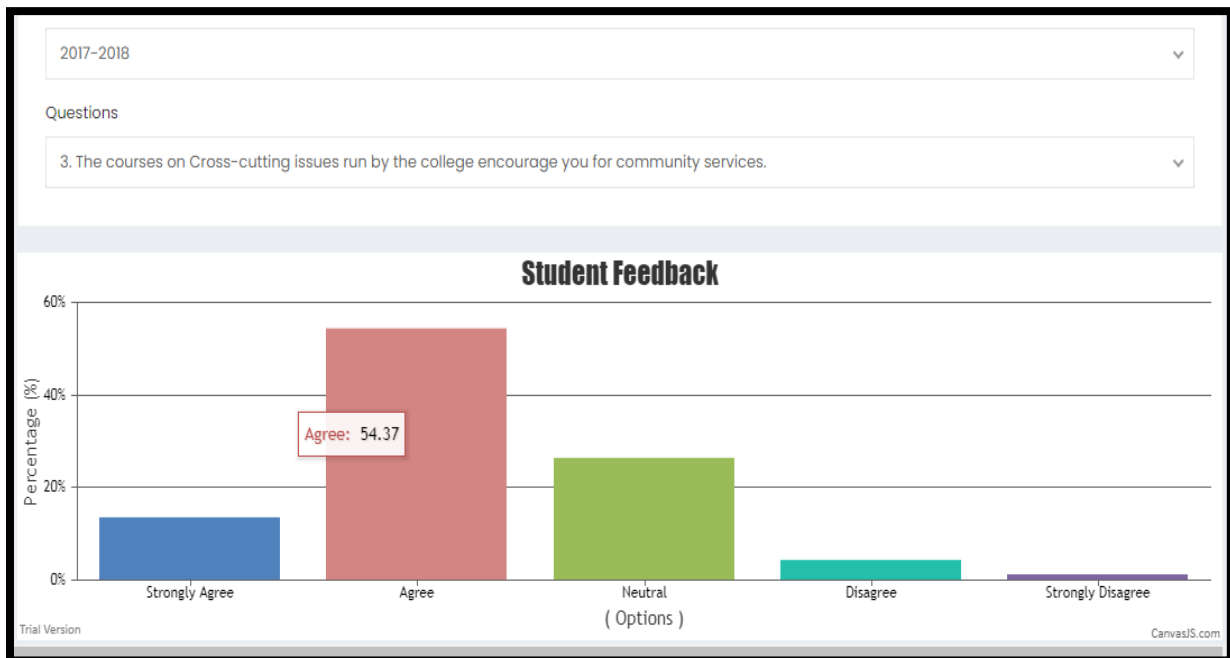 2017-2018
Questions
3. The courses on Cross-cutting issues run by the college encourage you for community services.
Student Feedback
60%
40%
20%
0%
Percentage (%)
Agree: 54.37
Strongly Agree
Agree
Neutral
Disagree
Strongly Disagree
( Options )
Trial Version
CanvasJS.com